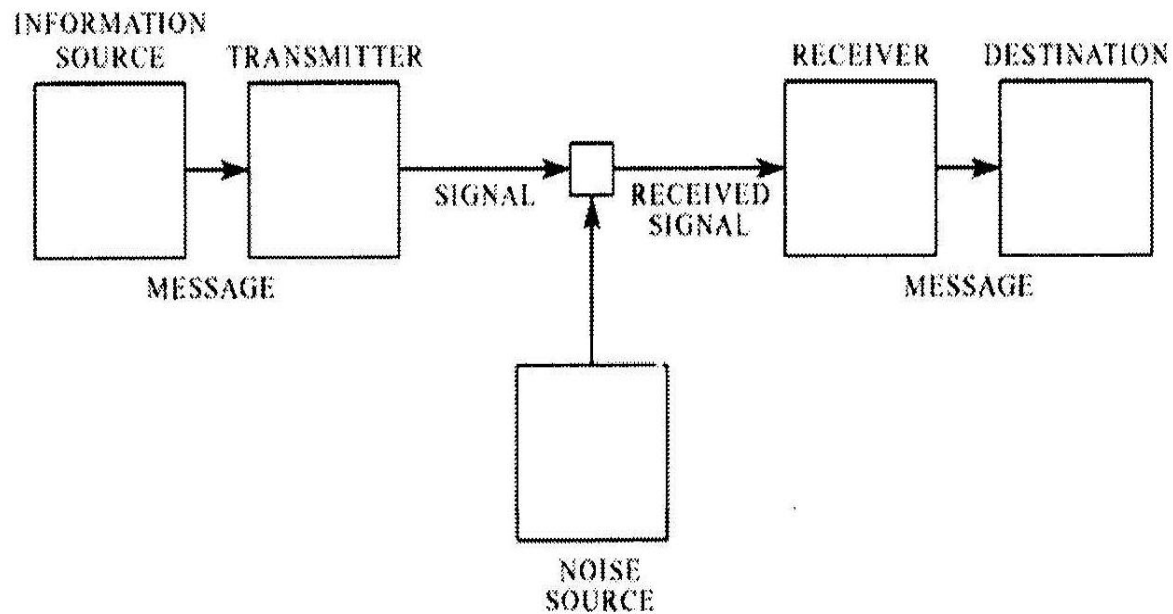 INFORMATION
SOURCE
TRANSMITTER
RECEIVER
DESTINATION
SIGNAL
RECEIVED
SIGNAL
MESSAGE
MESSAGE
NOISE
SOURCE